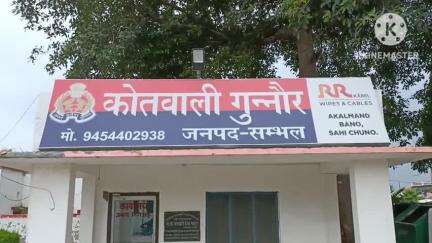 KINEMASTER
कोतवाली गुन्नौर
मो. 9454402938 जनपद-सम्भल
RR KABEL
WIRES & CABLES
AKALMAND
BANO,
SAHI CHUNO.